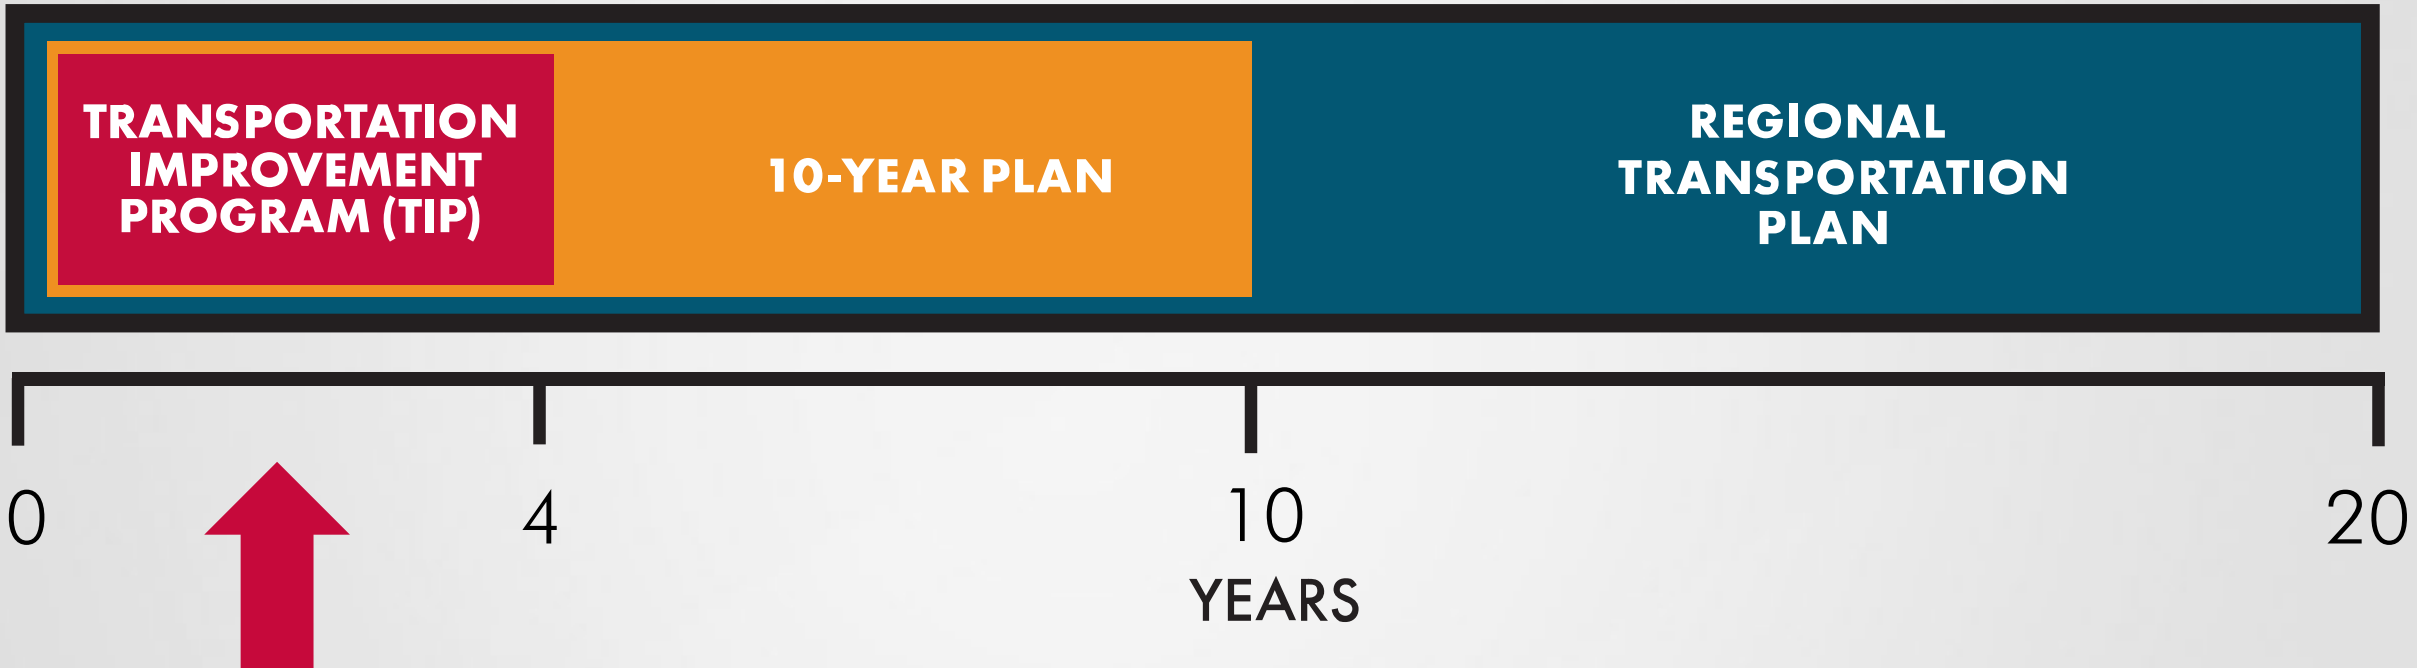 TRANSPORTATION
IMPROVEMENT
PROGRAM (TIP)
10-YEAR PLAN
REGIONAL
TRANSPORTATION
PLAN
0
4
10
20
YEARS